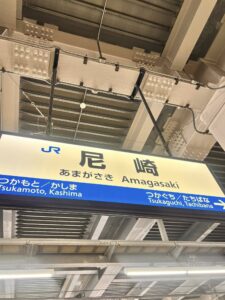 JR 尼崎
あまがさき Amagasaki
つかもと／かしま
Tsukamoto, Kashima
つかぐち／たちばな
Tsukaguchi, Tachibana